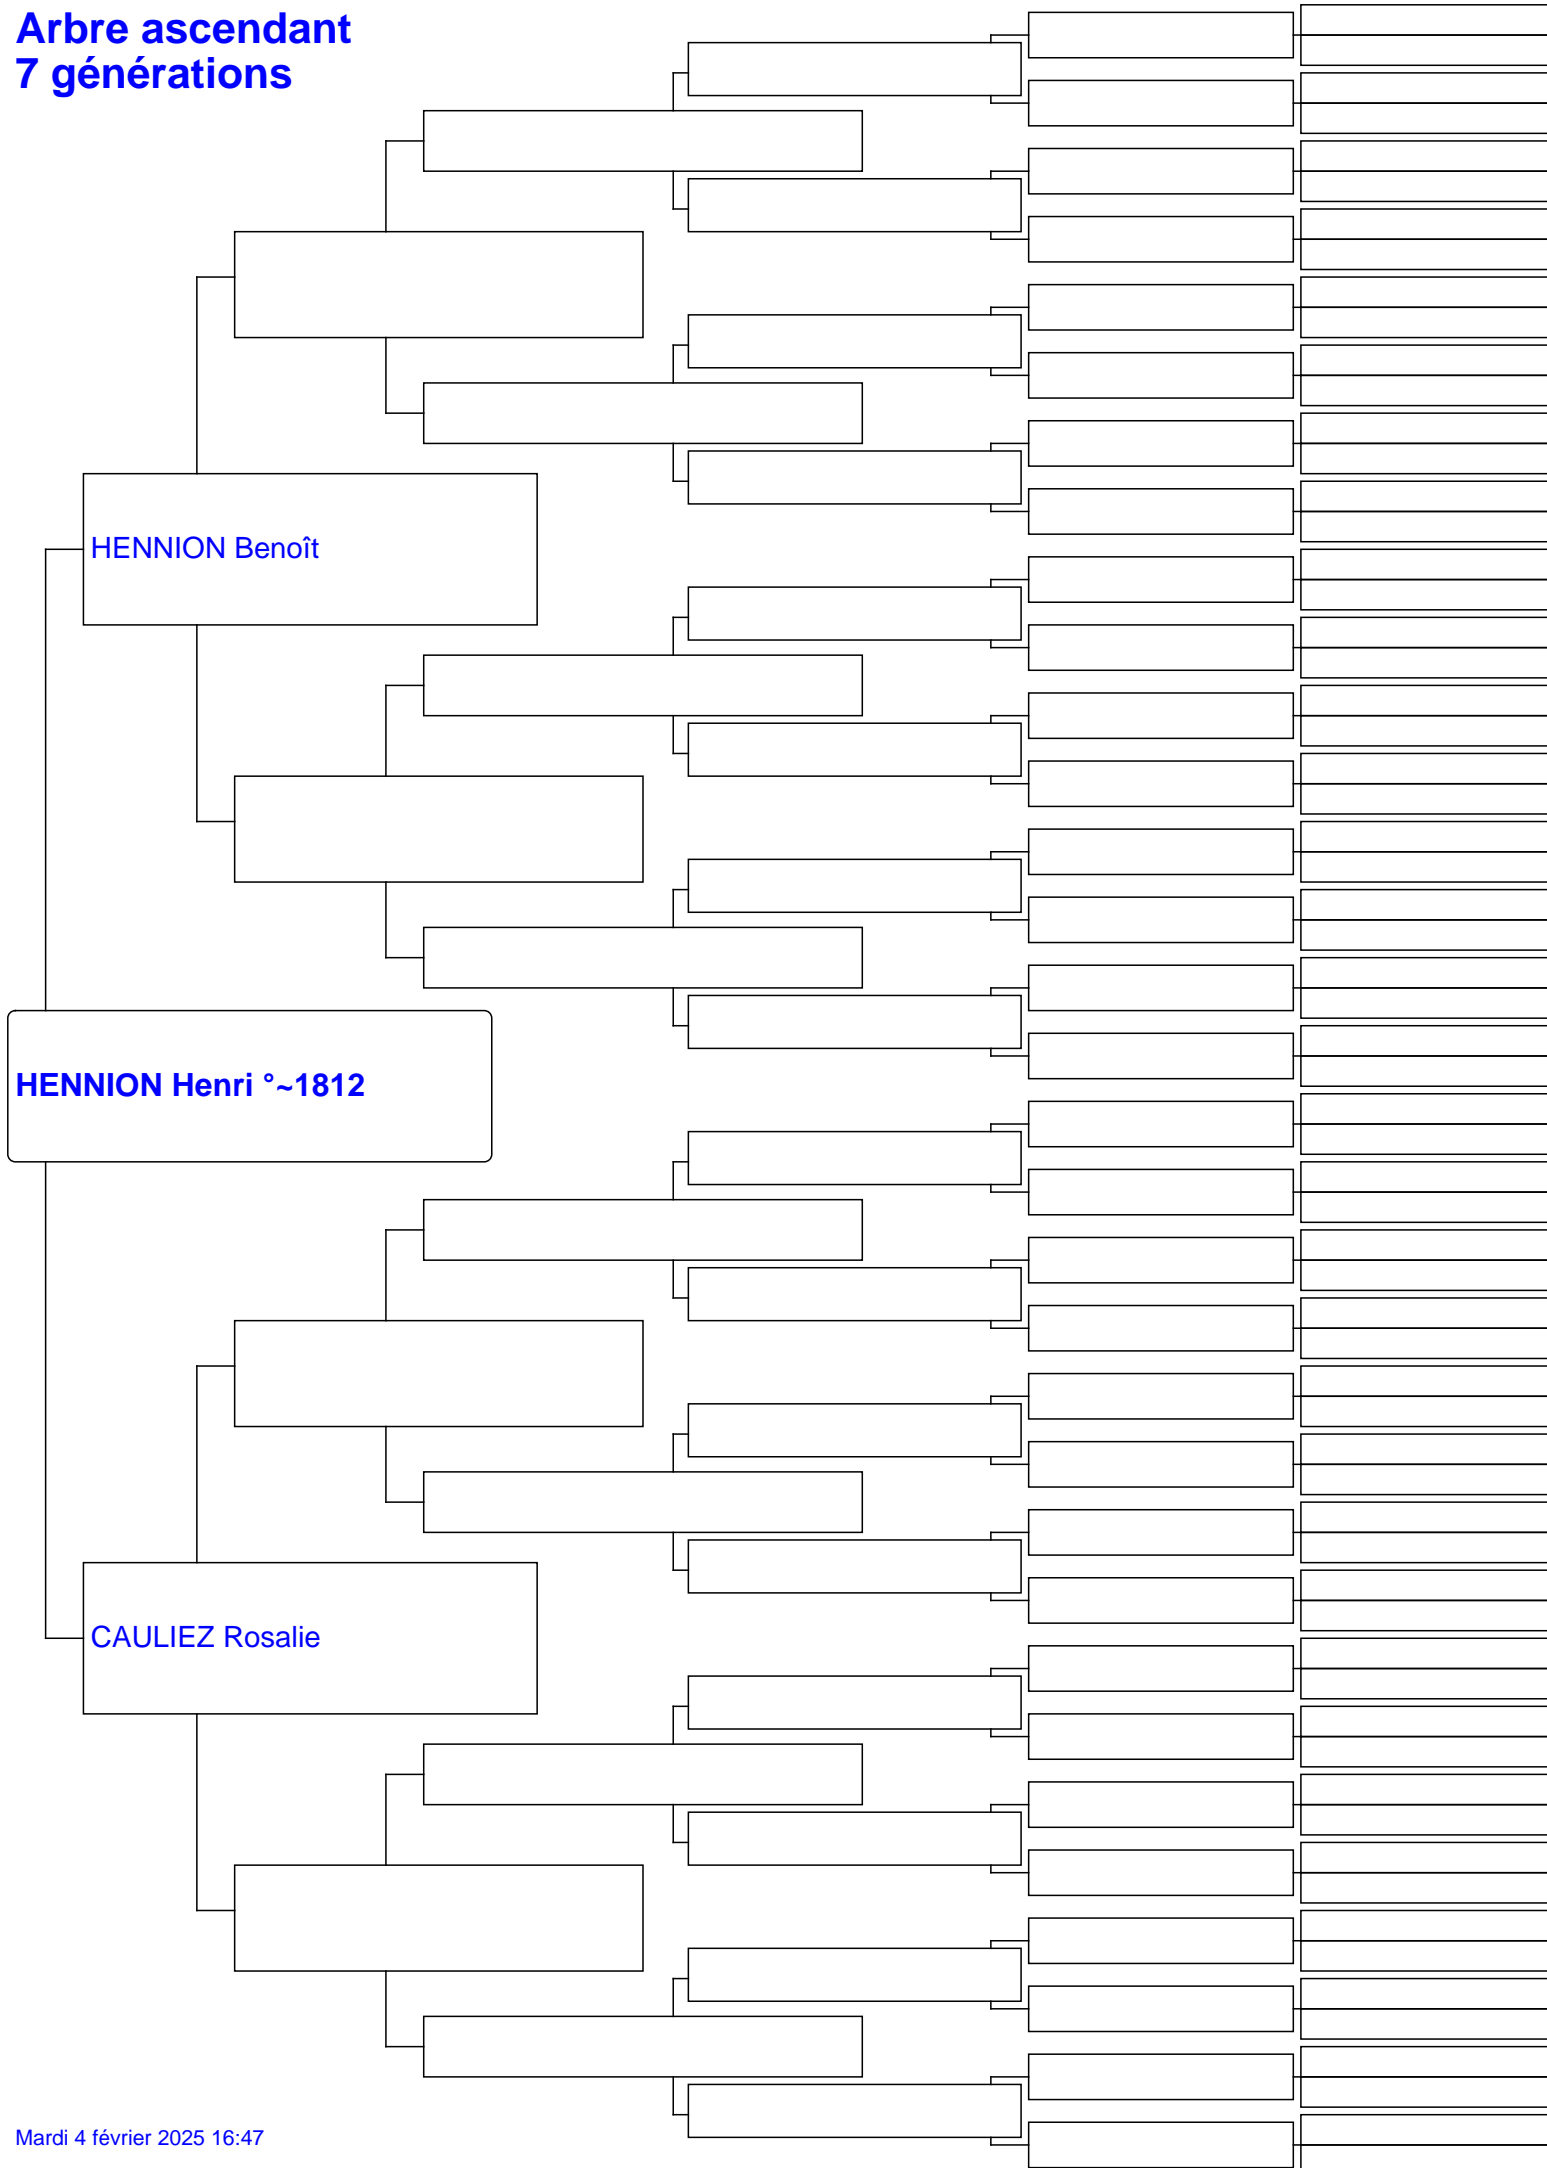 Arbre ascendant
7 générations
HENNION Benoît
HENNION Henri °~1812
CAULIEZ Rosalie
Mardi 4 février 2025 16:47